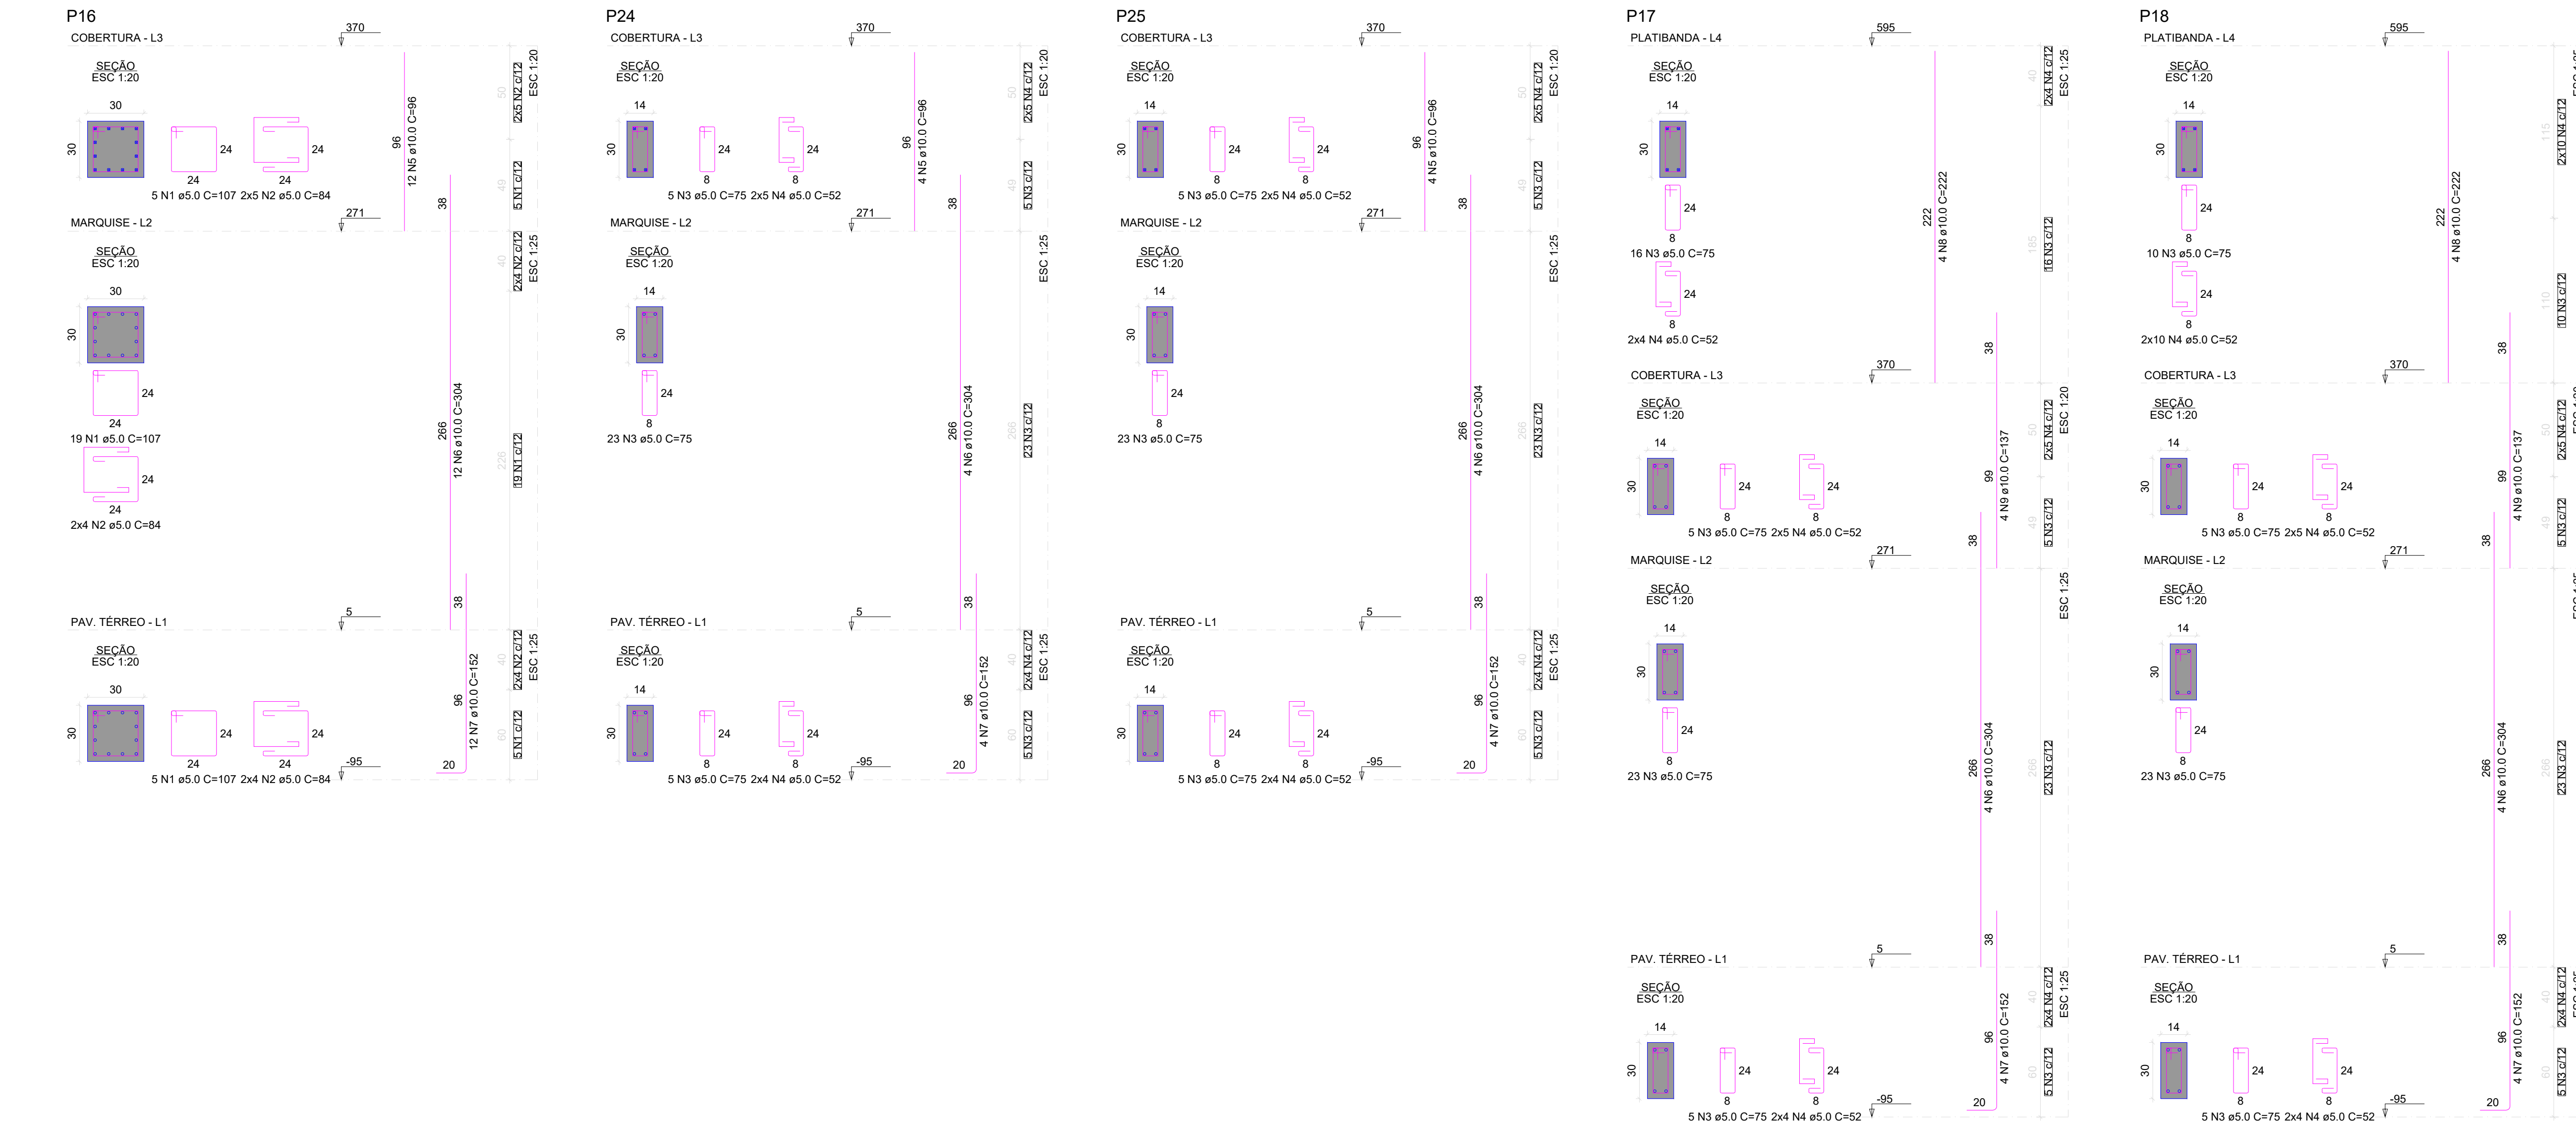 P16
COBERTURA - L3
370
SEÇÃO
ESC 1:20
30
30
24
24
24
24
5 N1 ø5.0 C=107
2x5 N2 ø5.0 C=84
96
12 N5 ø10.0 C=96
38
50
2x5 N2 c/12
49
5 N1 c/12
ESC 1:20
MARQUISE - L2
271
SEÇÃO
ESC 1:20
30
30
24
24
19 N1 ø5.0 C=107
24
24
2x4 N2 ø5.0 C=84
266
12 N6 ø10.0 C=304
38
40
2x4 N2 c/12
226
19 N1 c/12
ESC 1:25
PAV. TÉRREO - L1
5
SEÇÃO
ESC 1:20
30
30
24
24
24
24
5 N1 ø5.0 C=107
2x4 N2 ø5.0 C=84
-95
96
12 N7 ø10.0 C=152
20
40
2x4 N2 c/12
60
5 N1 c/12
ESC 1:25
P24
COBERTURA - L3
370
SEÇÃO
ESC 1:20
14
30
24
8
24
8
5 N3 ø5.0 C=75
2x5 N4 ø5.0 C=52
96
4 N5 ø10.0 C=96
38
50
2x5 N4 c/12
49
5 N3 c/12
ESC 1:20
MARQUISE - L2
271
SEÇÃO
ESC 1:20
14
30
24
8
23 N3 ø5.0 C=75
266
4 N6 ø10.0 C=304
38
266
23 N3 c/12
ESC 1:25
PAV. TÉRREO - L1
5
SEÇÃO
ESC 1:20
14
30
24
8
24
8
5 N3 ø5.0 C=75
2x4 N4 ø5.0 C=52
-95
96
4 N7 ø10.0 C=152
20
40
2x4 N4 c/12
60
5 N3 c/12
ESC 1:25
P25
COBERTURA - L3
370
SEÇÃO
ESC 1:20
14
30
24
8
24
8
5 N3 ø5.0 C=75
2x5 N4 ø5.0 C=52
96
4 N5 ø10.0 C=96
38
50
2x5 N4 c/12
49
5 N3 c/12
ESC 1:20
MARQUISE - L2
271
SEÇÃO
ESC 1:20
14
30
24
8
23 N3 ø5.0 C=75
266
4 N6 ø10.0 C=304
38
266
23 N3 c/12
ESC 1:25
PAV. TÉRREO - L1
5
SEÇÃO
ESC 1:20
14
30
24
8
24
8
5 N3 ø5.0 C=75
2x4 N4 ø5.0 C=52
-95
96
4 N7 ø10.0 C=152
20
40
2x4 N4 c/12
60
5 N3 c/12
ESC 1:25
P17
PLATIBANDA - L4
595
SEÇÃO
ESC 1:20
14
30
24
8
16 N3 ø5.0 C=75
24
8
2x4 N4 ø5.0 C=52
222
4 N8 ø10.0 C=222
38
40
2x4 N4 c/12
185
16 N3 c/12
ESC 1:25
COBERTURA - L3
370
SEÇÃO
ESC 1:20
14
30
24
8
24
8
5 N3 ø5.0 C=75
2x5 N4 ø5.0 C=52
99
4 N9 ø10.0 C=137
38
50
2x5 N4 c/12
49
5 N3 c/12
ESC 1:20
MARQUISE - L2
271
SEÇÃO
ESC 1:20
14
30
24
8
23 N3 ø5.0 C=75
266
4 N6 ø10.0 C=304
38
266
23 N3 c/12
ESC 1:25
PAV. TÉRREO - L1
5
SEÇÃO
ESC 1:20
14
30
24
8
24
8
5 N3 ø5.0 C=75
2x4 N4 ø5.0 C=52
-95
96
4 N7 ø10.0 C=152
20
40
2x4 N4 c/12
60
5 N3 c/12
ESC 1:25
P18
PLATIBANDA - L4
595
SEÇÃO
ESC 1:20
14
30
24
8
10 N3 ø5.0 C=75
24
8
2x10 N4 ø5.0 C=52
222
4 N8 ø10.0 C=222
38
115
2x10 N4 c/12
110
10 N3 c/12
COBERTURA - L3
370
SEÇÃO
ESC 1:20
14
30
24
8
24
8
5 N3 ø5.0 C=75
2x5 N4 ø5.0 C=52
99
4 N9 ø10.0 C=137
38
50
2x5 N4 c/12
49
5 N3 c/12
MARQUISE - L2
271
SEÇÃO
ESC 1:20
14
30
24
8
23 N3 ø5.0 C=75
266
4 N6 ø10.0 C=304
38
266
23 N3 c/12
PAV. TÉRREO - L1
5
SEÇÃO
ESC 1:20
14
30
24
8
24
8
5 N3 ø5.0 C=75
2x4 N4 ø5.0 C=52
-95
96
4 N7 ø10.0 C=152
20
40
2x4 N4 c/12
60
5 N3 c/12